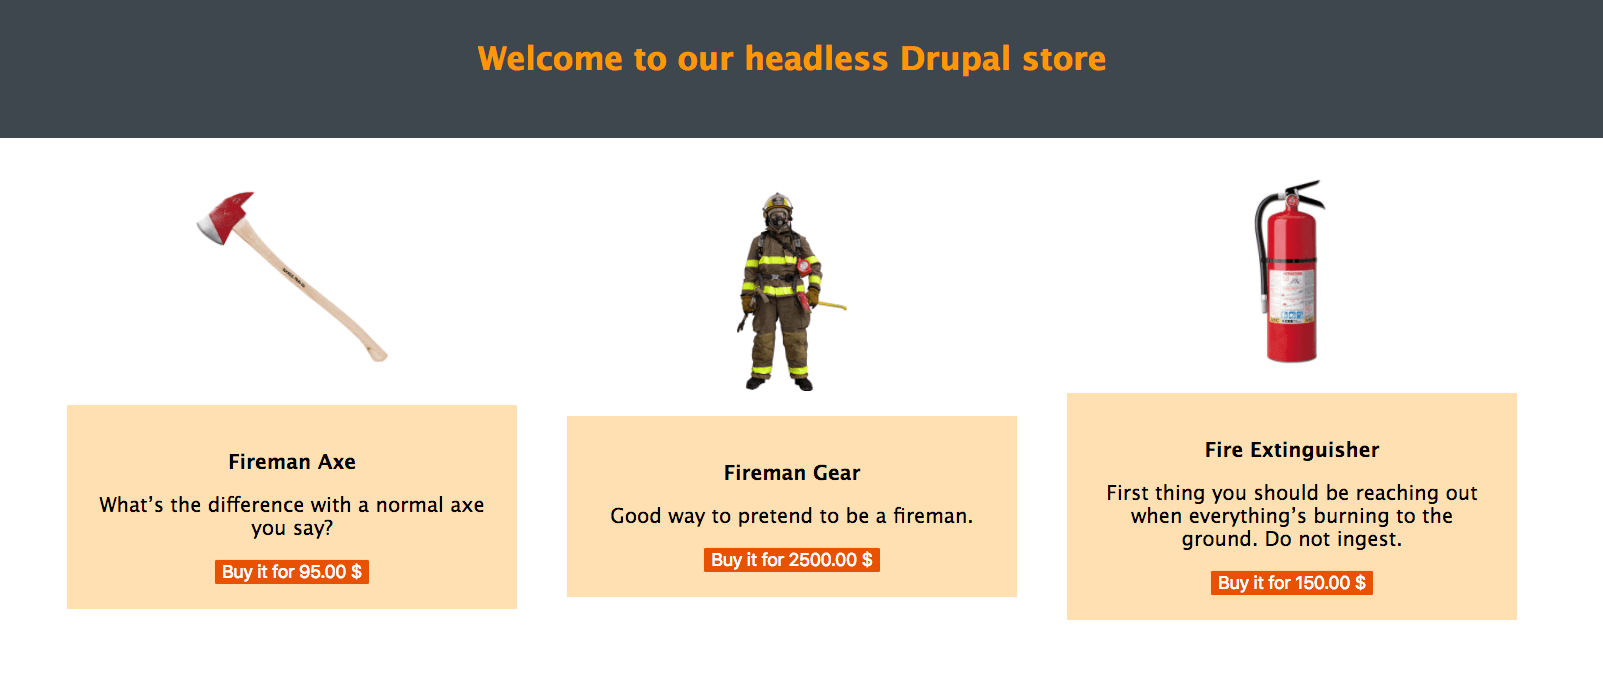 Welcome to our headless Drupal store
Fireman Axe
What’s the difference with a normal axe
you say?
Buy it for 95.00 $
Fireman Gear
Good way to pretend to be a fireman.
Buy it for 2500.00 $
Fire Extinguisher
First thing you should be reaching out
when everything’s burning to the
ground. Do not ingest.
Buy it for 150.00 $